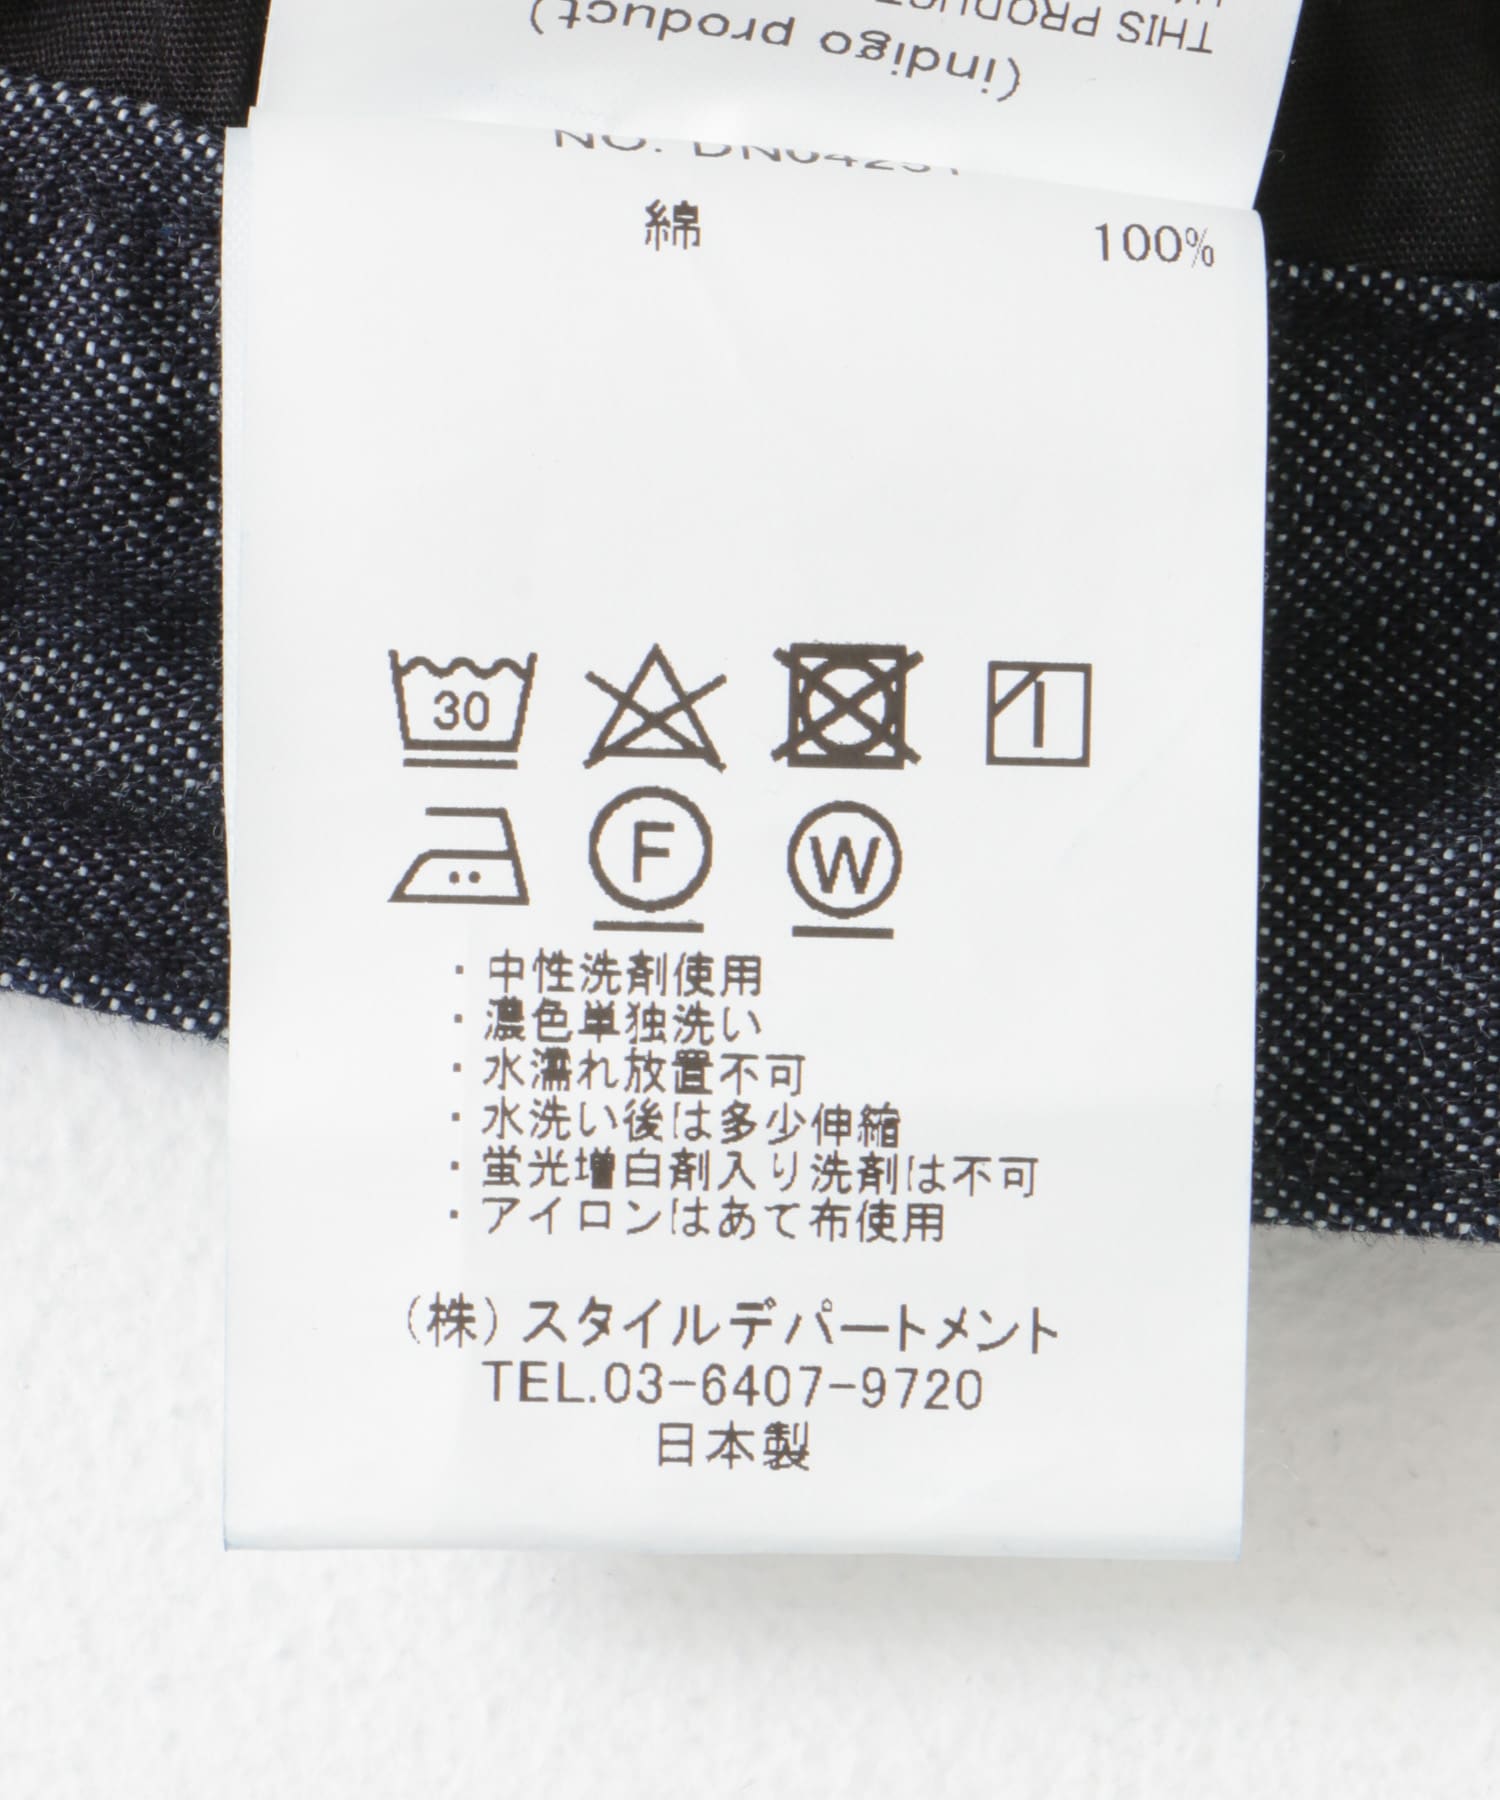 THIS PRODUCT
(indigo product)
綿 100%
30
F W
・中性洗剤使用
・濃色単独洗い
・水濡れ放置不可
・水洗い後は多少伸縮
・蛍光増白剤入り洗剤は不可
・アイロンはあて布使用
(株)スタイルデパートメント
TEL.03-6407-9720
日本製